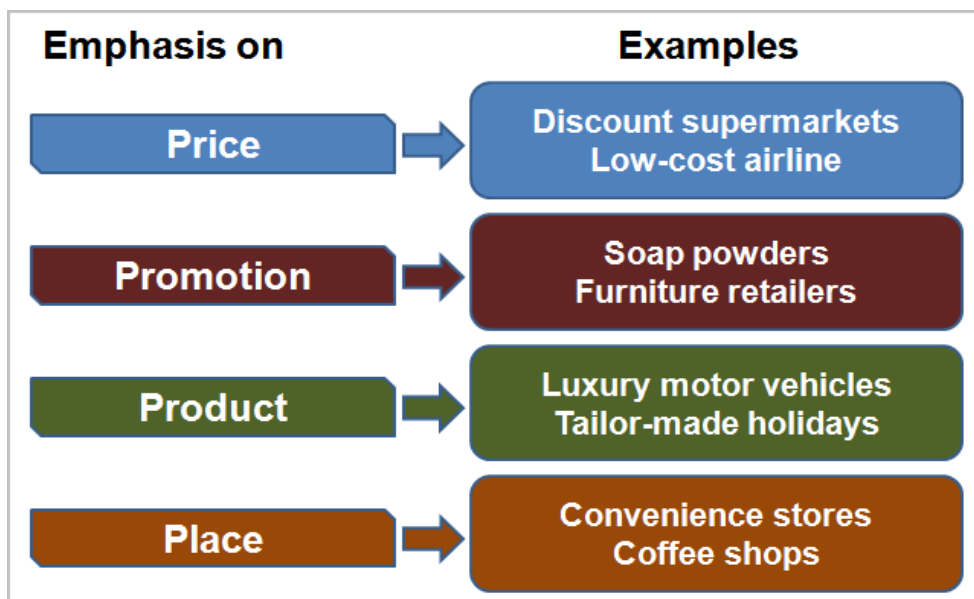 Emphasis on
Examples
Price
Discount supermarkets
Low-cost airline
Promotion
Soap powders
Furniture retailers
Product
Luxury motor vehicles
Tailor-made holidays
Place
Convenience stores
Coffee shops